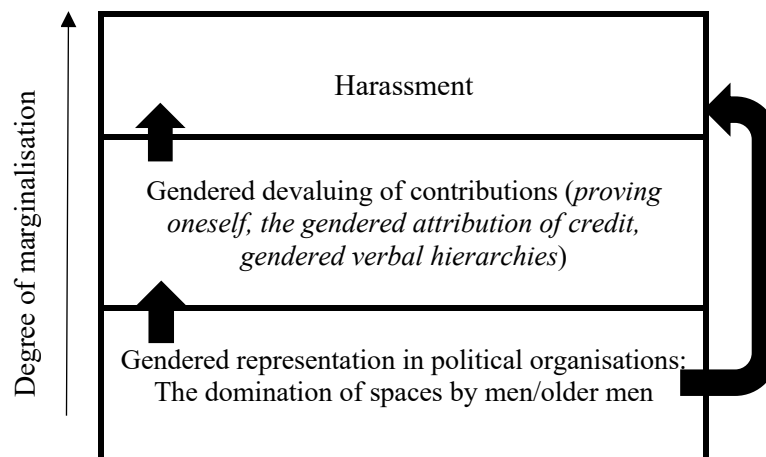 Degree of marginalisation
Harassment
Gendered devaluing of contributions (proving
oneself, the gendered attribution of credit,
gendered verbal hierarchies)
Gendered representation in political organisations:
The domination of spaces by men/older men